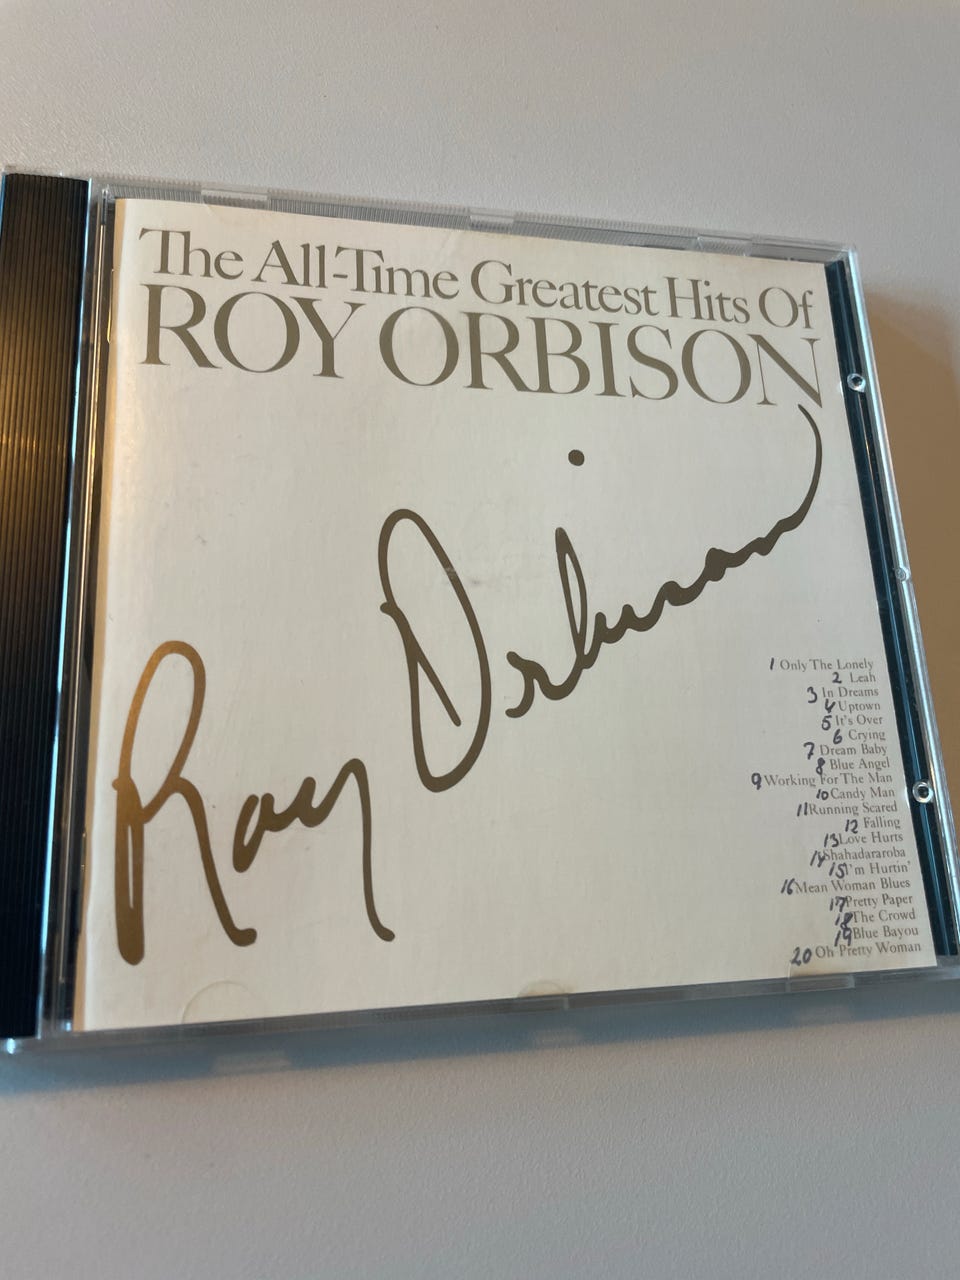 The All-Time Greatest Hits Of
ROY ORBISON
Roy Orbison
1 Only The Lonely
2 Leah
3 In Dreams
4 Uptown
5 It's Over
6 Crying
7 Dream Baby
8 Blue Angel
9 Working For The Man
10 Candy Man
11 Running Scared
12 Falling
13 Love Hurts
14 Shahadararoba
15 I'm Hurtin'
16 Mean Woman Blues
17 Pretty Paper
18 The Crowd
19 Blue Bayou
20 Oh Pretty Woman